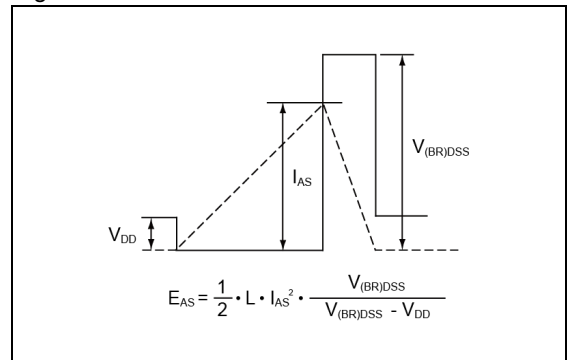 V(BR)DSS
IAS
VDD
EAS = 1/2 • L • IAS² • V(BR)DSS / V(BR)DSS - VDD